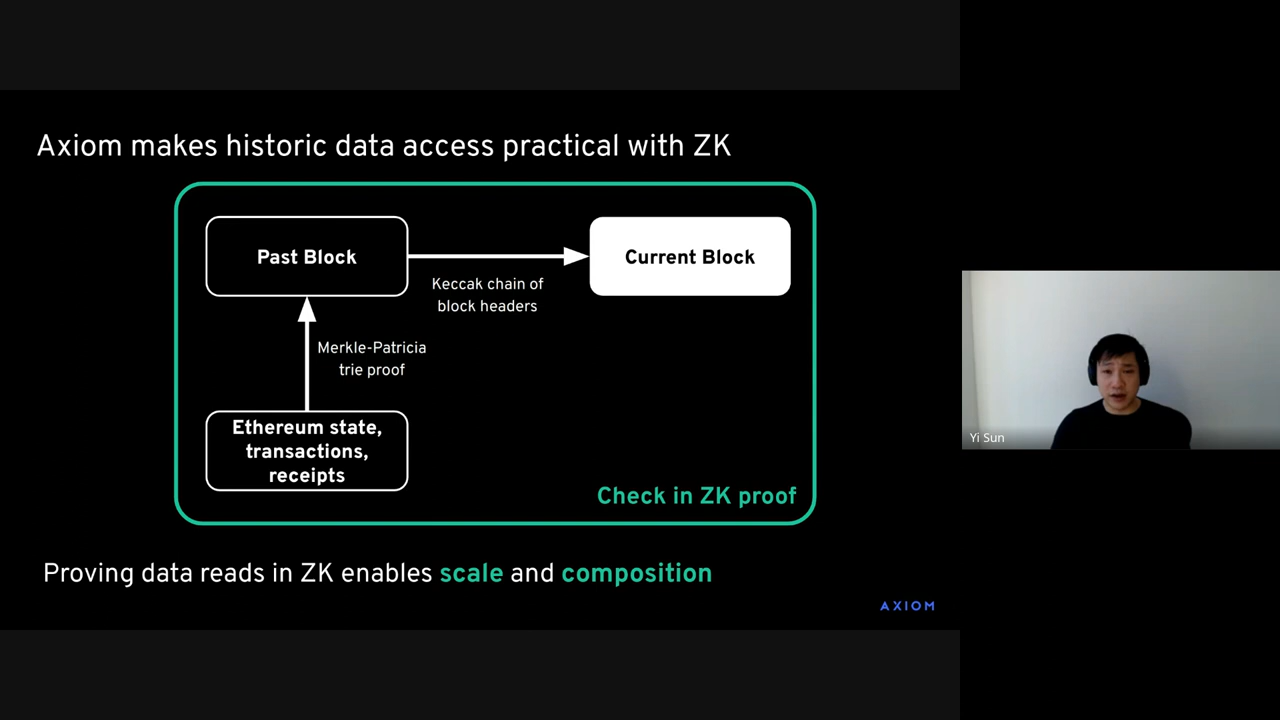 Axiom makes historic data access practical with ZK
Past Block
Current Block
Keccak chain of
block headers
Merkle-Patricia
trie proof
Ethereum state,
transactions,
receipts
Check in ZK proof
Proving data reads in ZK enables scale and composition
AXIOM
Yi Sun